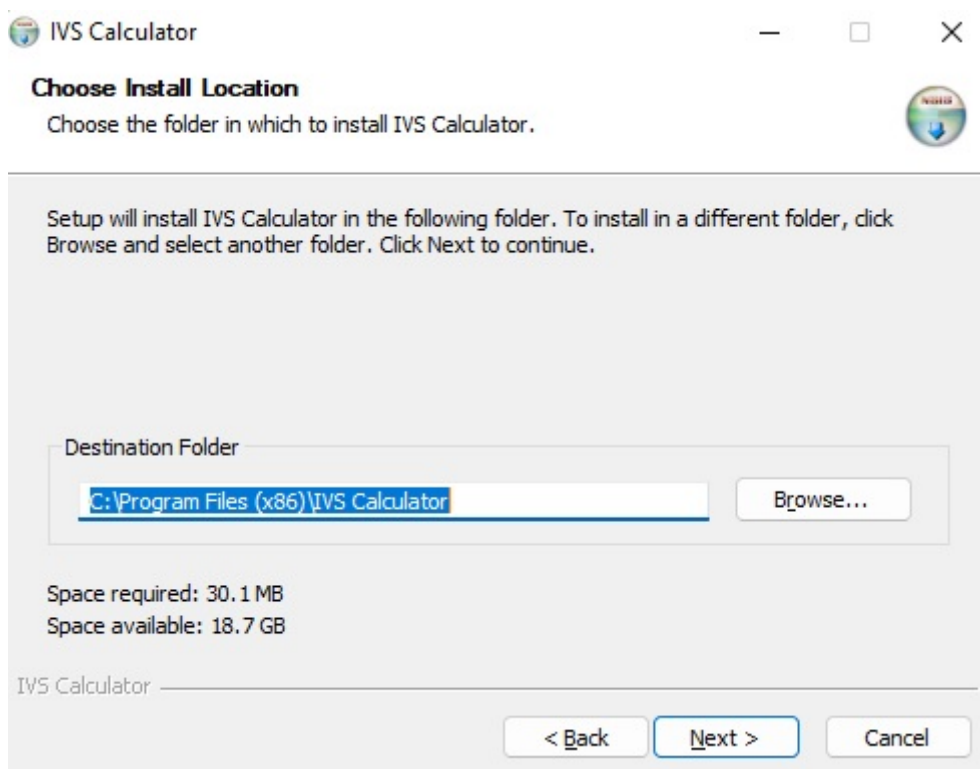 IVS Calculator
Choose Install Location
Choose the folder in which to install IVS Calculator.
Setup will install IVS Calculator in the following folder. To install in a different folder, click
Browse and select another folder. Click Next to continue.
Destination Folder
C:\Program Files (x86)\IVS Calculator
Browse...
Space required: 30.1 MB
Space available: 18.7 GB
IVS Calculator
< Back
Next >
Cancel